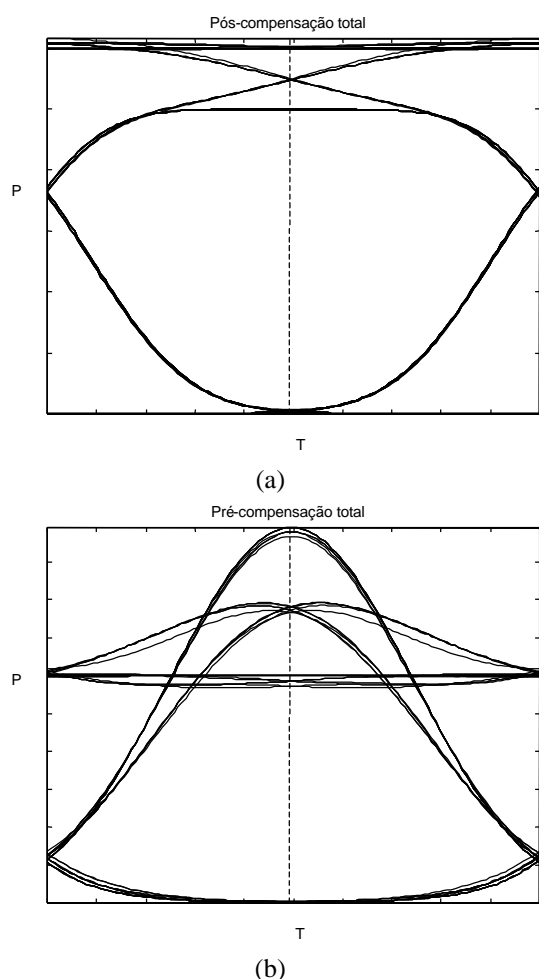 Pós-compensação total
P
T
(a)
Pré-compensação total
P
T
(b)